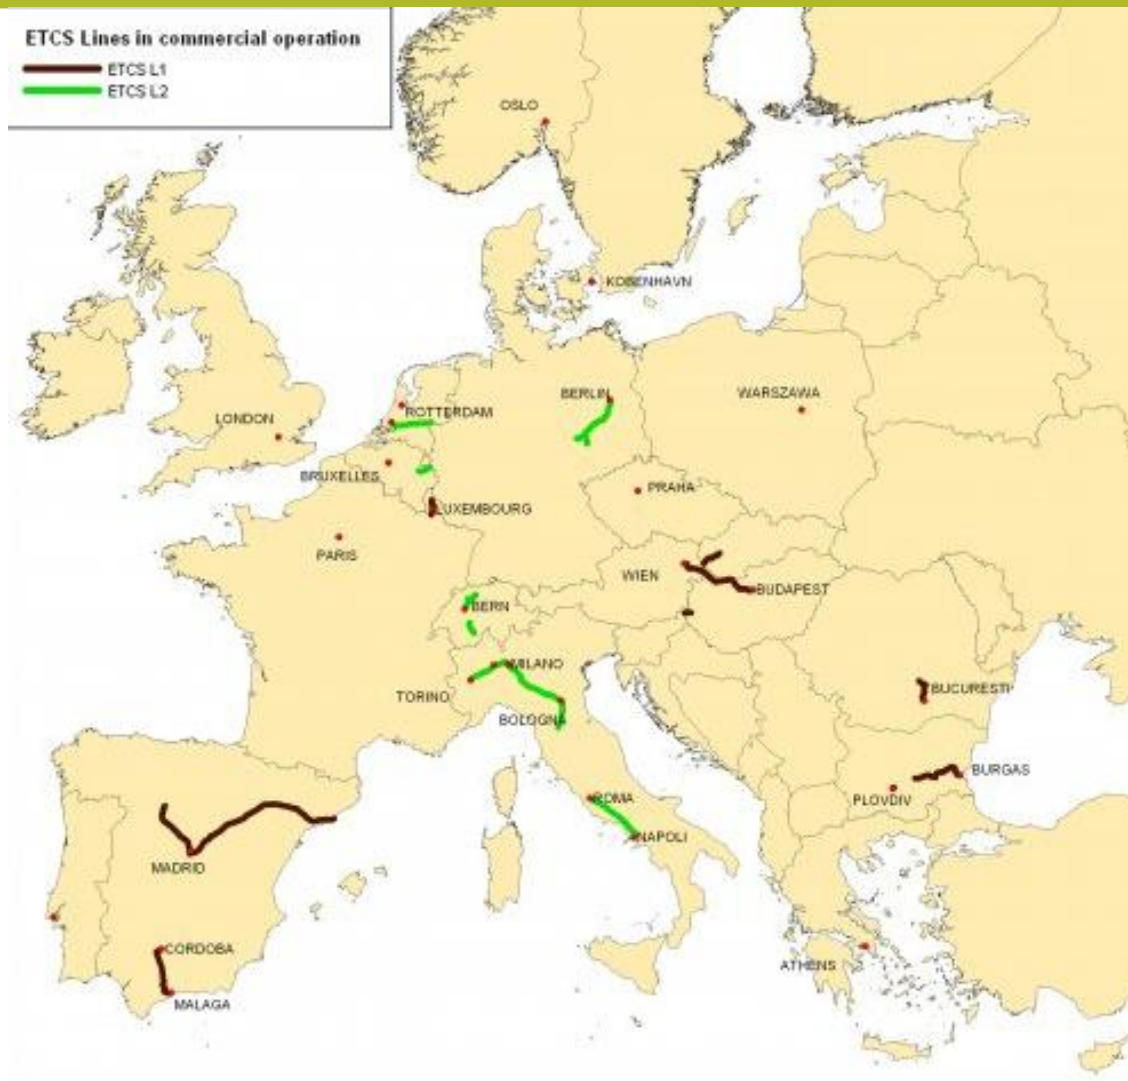 ETCS Lines in commercial operation
ETCS L1
ETCS L2
OSLO
KOBENHAVN
BERLIN
WARSZAWA
ROTTERDAM
LONDON
BRUXELLES
PRAHA
LUXEMBOURG
PARIS
WIEN
BUDAPEST
BERN
MILANO
TORINO
BUCURESTI
BOLOGNA
BURGAS
ROMA
PLOVDIV
NAPOLI
MADRID
CORDOBA
ATHENS
MALAGA